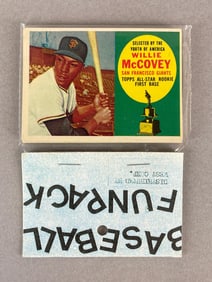 SELECTED BY THE
YOUTH OF AMERICA
WILLIE
McCOVEY
SAN FRANCISCO GIANTS
TOPPS ALL-STAR ROOKIE
FIRST BASE
BASEBALL
FUNPACK